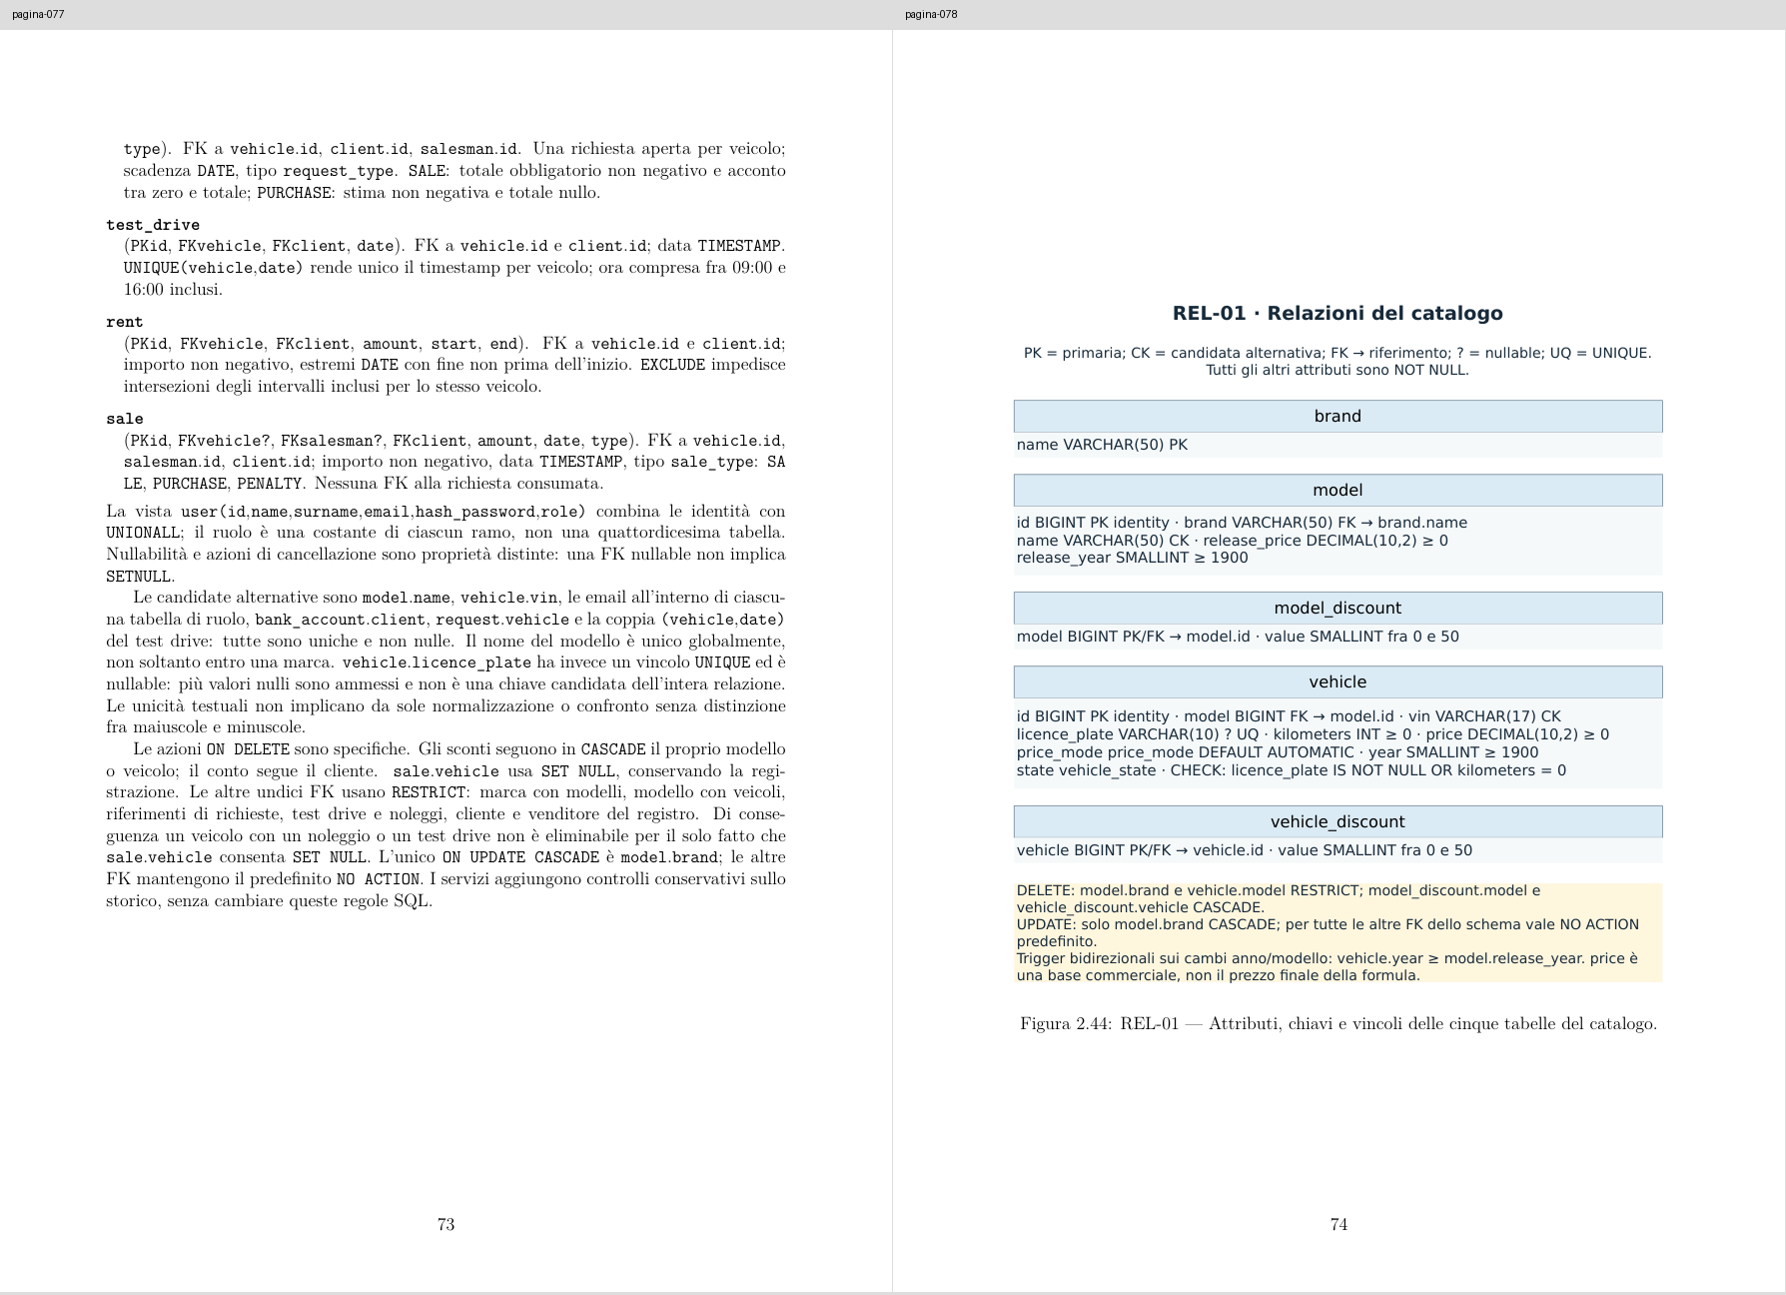 pagina-077
type). FK a vehicle.id, client.id, salesman.id. Una richiesta aperta per veicolo;
scadenza DATE, tipo request_type. SALE: totale obbligatorio non negativo e acconto
tra zero e totale; PURCHASE: stima non negativa e totale nullo.
test_drive
(PKid, FKvehicle, FKclient, date). FK a vehicle.id e client.id; data TIMESTAMP.
UNIQUE(vehicle,date) rende unico il timestamp per veicolo; ora compresa fra 09:00 e
16:00 inclusi.
rent
(PKid, FKvehicle, FKclient, amount, start, end). FK a vehicle.id e client.id;
importo non negativo, estremi DATE con fine non prima dell'inizio. EXCLUDE impedisce
intersezioni degli intervalli inclusi per lo stesso veicolo.
sale
(PKid, FKvehicle?, FKsalesman?, FKclient, amount, date, type). FK a vehicle.id,
salesman.id, client.id; importo non negativo, data TIMESTAMP, tipo sale_type: SA
LE, PURCHASE, PENALTY. Nessuna FK alla richiesta consumata.
La vista user(id,name,surname,email,hash_password,role) combina le identità con
UNIONALL; il ruolo è una costante di ciascun ramo, non una quattordicesima tabella.
Nullabilità e azioni di cancellazione sono proprietà distinte: una FK nullable non implica
SETNULL.
Le candidate alternative sono model.name, vehicle.vin, le email all'interno di ciascu-
na tabella di ruolo, bank_account.client, request.vehicle e la coppia (vehicle,date)
del test drive: tutte sono uniche e non nulle. Il nome del modello è unico globalmente,
non soltanto entro una marca. vehicle.licence_plate ha invece un vincolo UNIQUE ed è
nullable: più valori nulli sono ammessi e non è una chiave candidata dell'intera relazione.
Le unicità testuali non implicano da sole normalizzazione o confronto senza distinzione
fra maiuscole e minuscole.
Le azioni ON DELETE sono specifiche. Gli sconti seguono in CASCADE il proprio modello
o veicolo; il conto segue il cliente. sale.vehicle usa SET NULL, conservando la regi-
strazione. Le altre undici FK usano RESTRICT: marca con modelli, modello con veicoli,
riferimenti di richieste, test drive e noleggi, cliente e venditore del registro. Di conse-
guenza un veicolo con un noleggio o un test drive non è eliminabile per il solo fatto che
sale.vehicle consenta SET NULL. L'unico ON UPDATE CASCADE è model.brand; le altre
FK mantengono il predefinito NO ACTION. I servizi aggiungono controlli conservativi sullo
storico, senza cambiare queste regole SQL.
73
pagina-078
REL-01 · Relazioni del catalogo
PK = primaria; CK = candidata alternativa; FK → riferimento; ? = nullable; UQ = UNIQUE.
Tutti gli altri attributi sono NOT NULL.
brand
name VARCHAR(50) PK
model
id BIGINT PK identity · brand VARCHAR(50) FK → brand.name
name VARCHAR(50) CK · release_price DECIMAL(10,2) ≥ 0
release_year SMALLINT ≥ 1900
model_discount
model BIGINT PK/FK → model.id · value SMALLINT fra 0 e 50
vehicle
id BIGINT PK identity · model BIGINT FK → model.id · vin VARCHAR(17) CK
licence_plate VARCHAR(10) ? UQ · kilometers INT ≥ 0 · price DECIMAL(10,2) ≥ 0
price_mode price_mode DEFAULT AUTOMATIC · year SMALLINT ≥ 1900
state vehicle_state · CHECK: licence_plate IS NOT NULL OR kilometers = 0
vehicle_discount
vehicle BIGINT PK/FK → vehicle.id · value SMALLINT fra 0 e 50
DELETE: model.brand e vehicle.model RESTRICT; model_discount.model e
vehicle_discount.vehicle CASCADE.
UPDATE: solo model.brand CASCADE; per tutte le altre FK dello schema vale NO ACTION
predefinito.
Trigger bidirezionali sui cambi anno/modello: vehicle.year ≥ model.release_year. price è
una base commerciale, non il prezzo finale della formula.
Figura 2.44: REL-01 — Attributi, chiavi e vincoli delle cinque tabelle del catalogo.
74